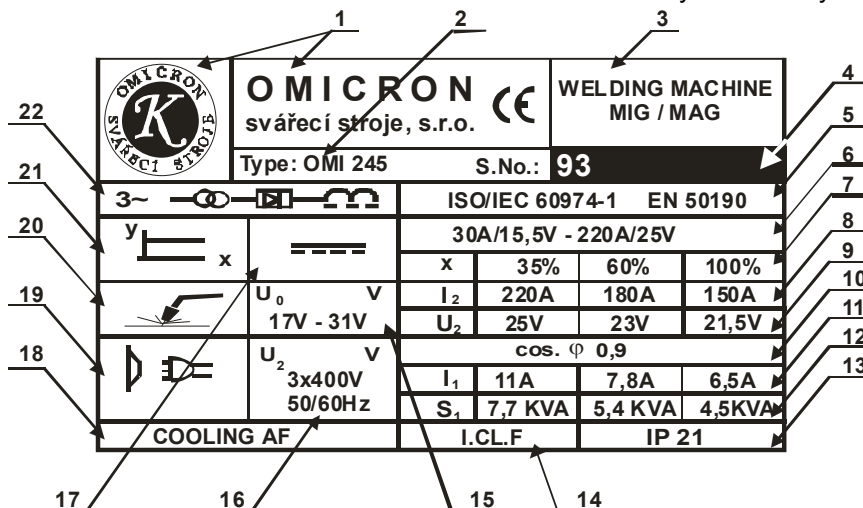 1 2 3
OMICRON
SVÁŘECÍ STROJE
K
OMICRON
svářecí stroje, s.r.o.
CE
WELDING MACHINE
MIG / MAG
4
Type: OMI 245 S.No.: 93
22 5
3~ ISO/IEC 60974-1 EN 50190
21 6
y x 30A/15,5V - 220A/25V
7
x 35% 60% 100%
20 8
U0 V I2 220A 180A 150A
9
17V - 31V U2 25V 23V 21,5V
19 10
U2 V cos. φ 0,9
11
3x400V I1 11A 7,8A 6,5A
12
50/60Hz S1 7,7 KVA 5,4 KVA 4,5KVA
18 13
COOLING AF I.CL.F IP 21
17 16 15 14